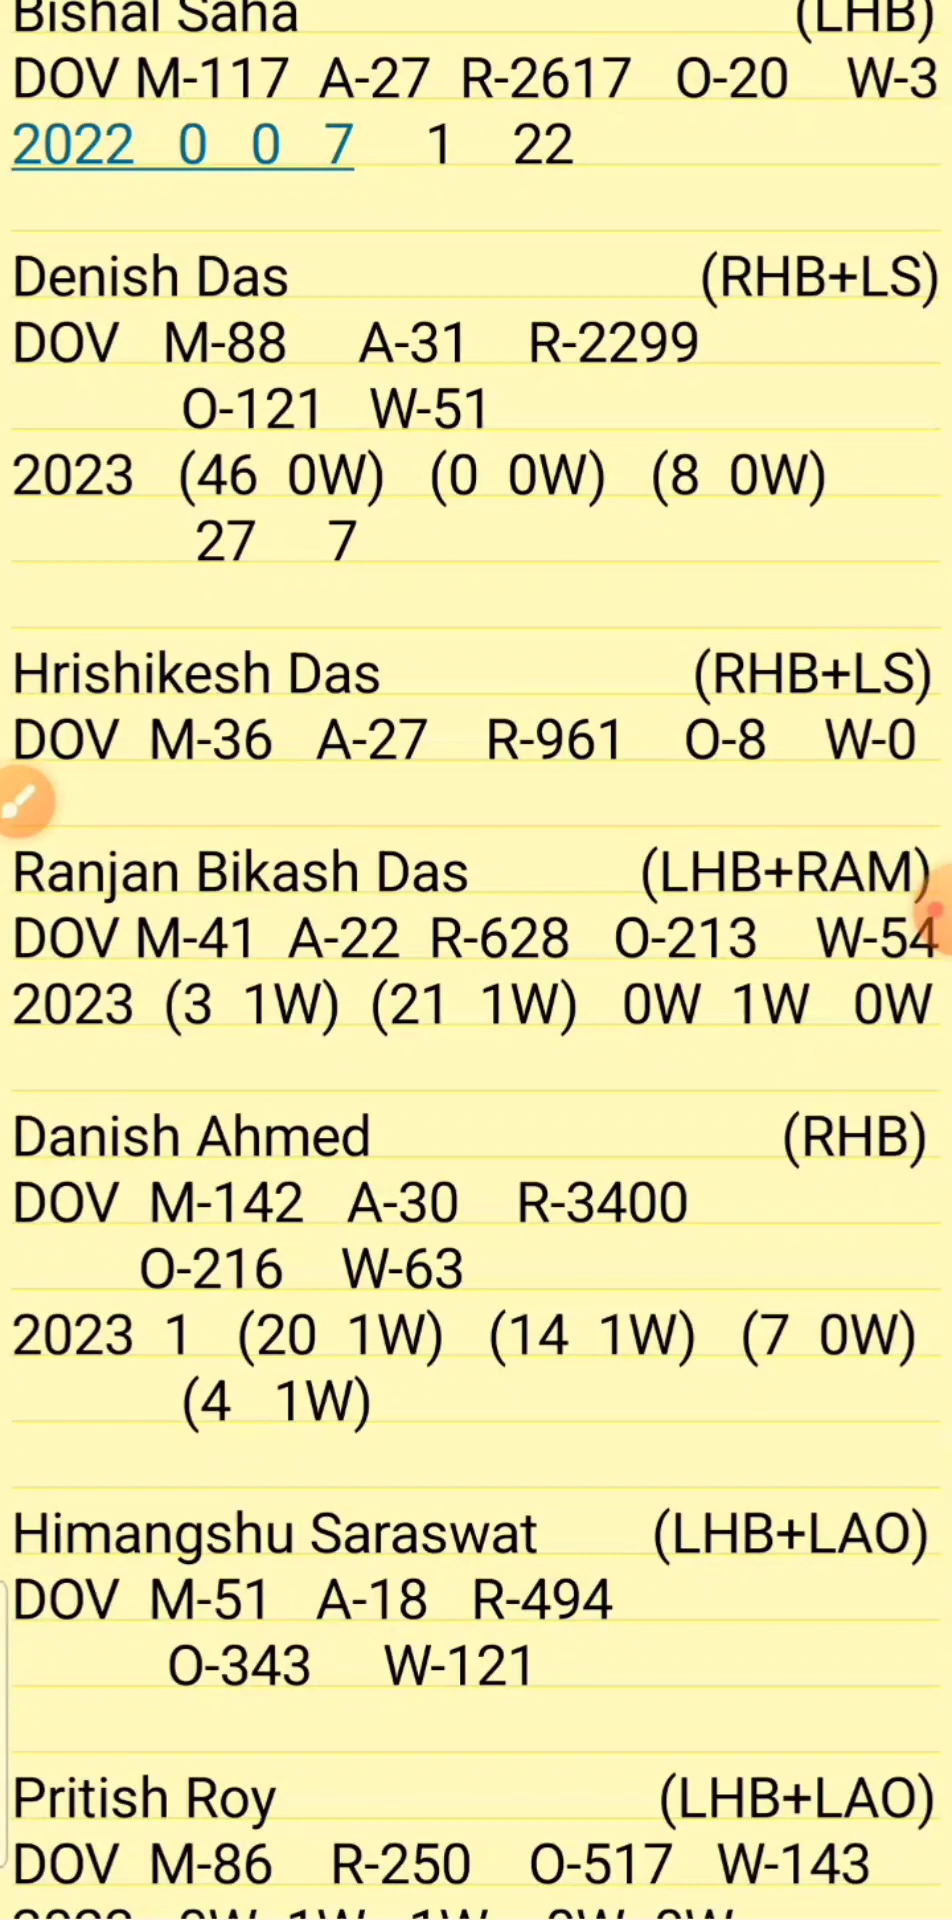 Bishal Saha (LHB)
DOV M-117 A-27 R-2617 O-20 W-3
2022 0 0 7 1 22
Denish Das (RHB+LS)
DOV M-88 A-31 R-2299
O-121 W-51
2023 (46 0W) (0 0W) (8 0W)
27 7
Hrishikesh Das (RHB+LS)
DOV M-36 A-27 R-961 O-8 W-0
Ranjan Bikash Das (LHB+RAM)
DOV M-41 A-22 R-628 O-213 W-54
2023 (3 1W) (21 1W) 0W 1W 0W
Danish Ahmed (RHB)
DOV M-142 A-30 R-3400
O-216 W-63
2023 1 (20 1W) (14 1W) (7 0W)
(4 1W)
Himangshu Saraswat (LHB+LAO)
DOV M-51 A-18 R-494
O-343 W-121
Pritish Roy (LHB+LAO)
DOV M-86 R-250 O-517 W-143